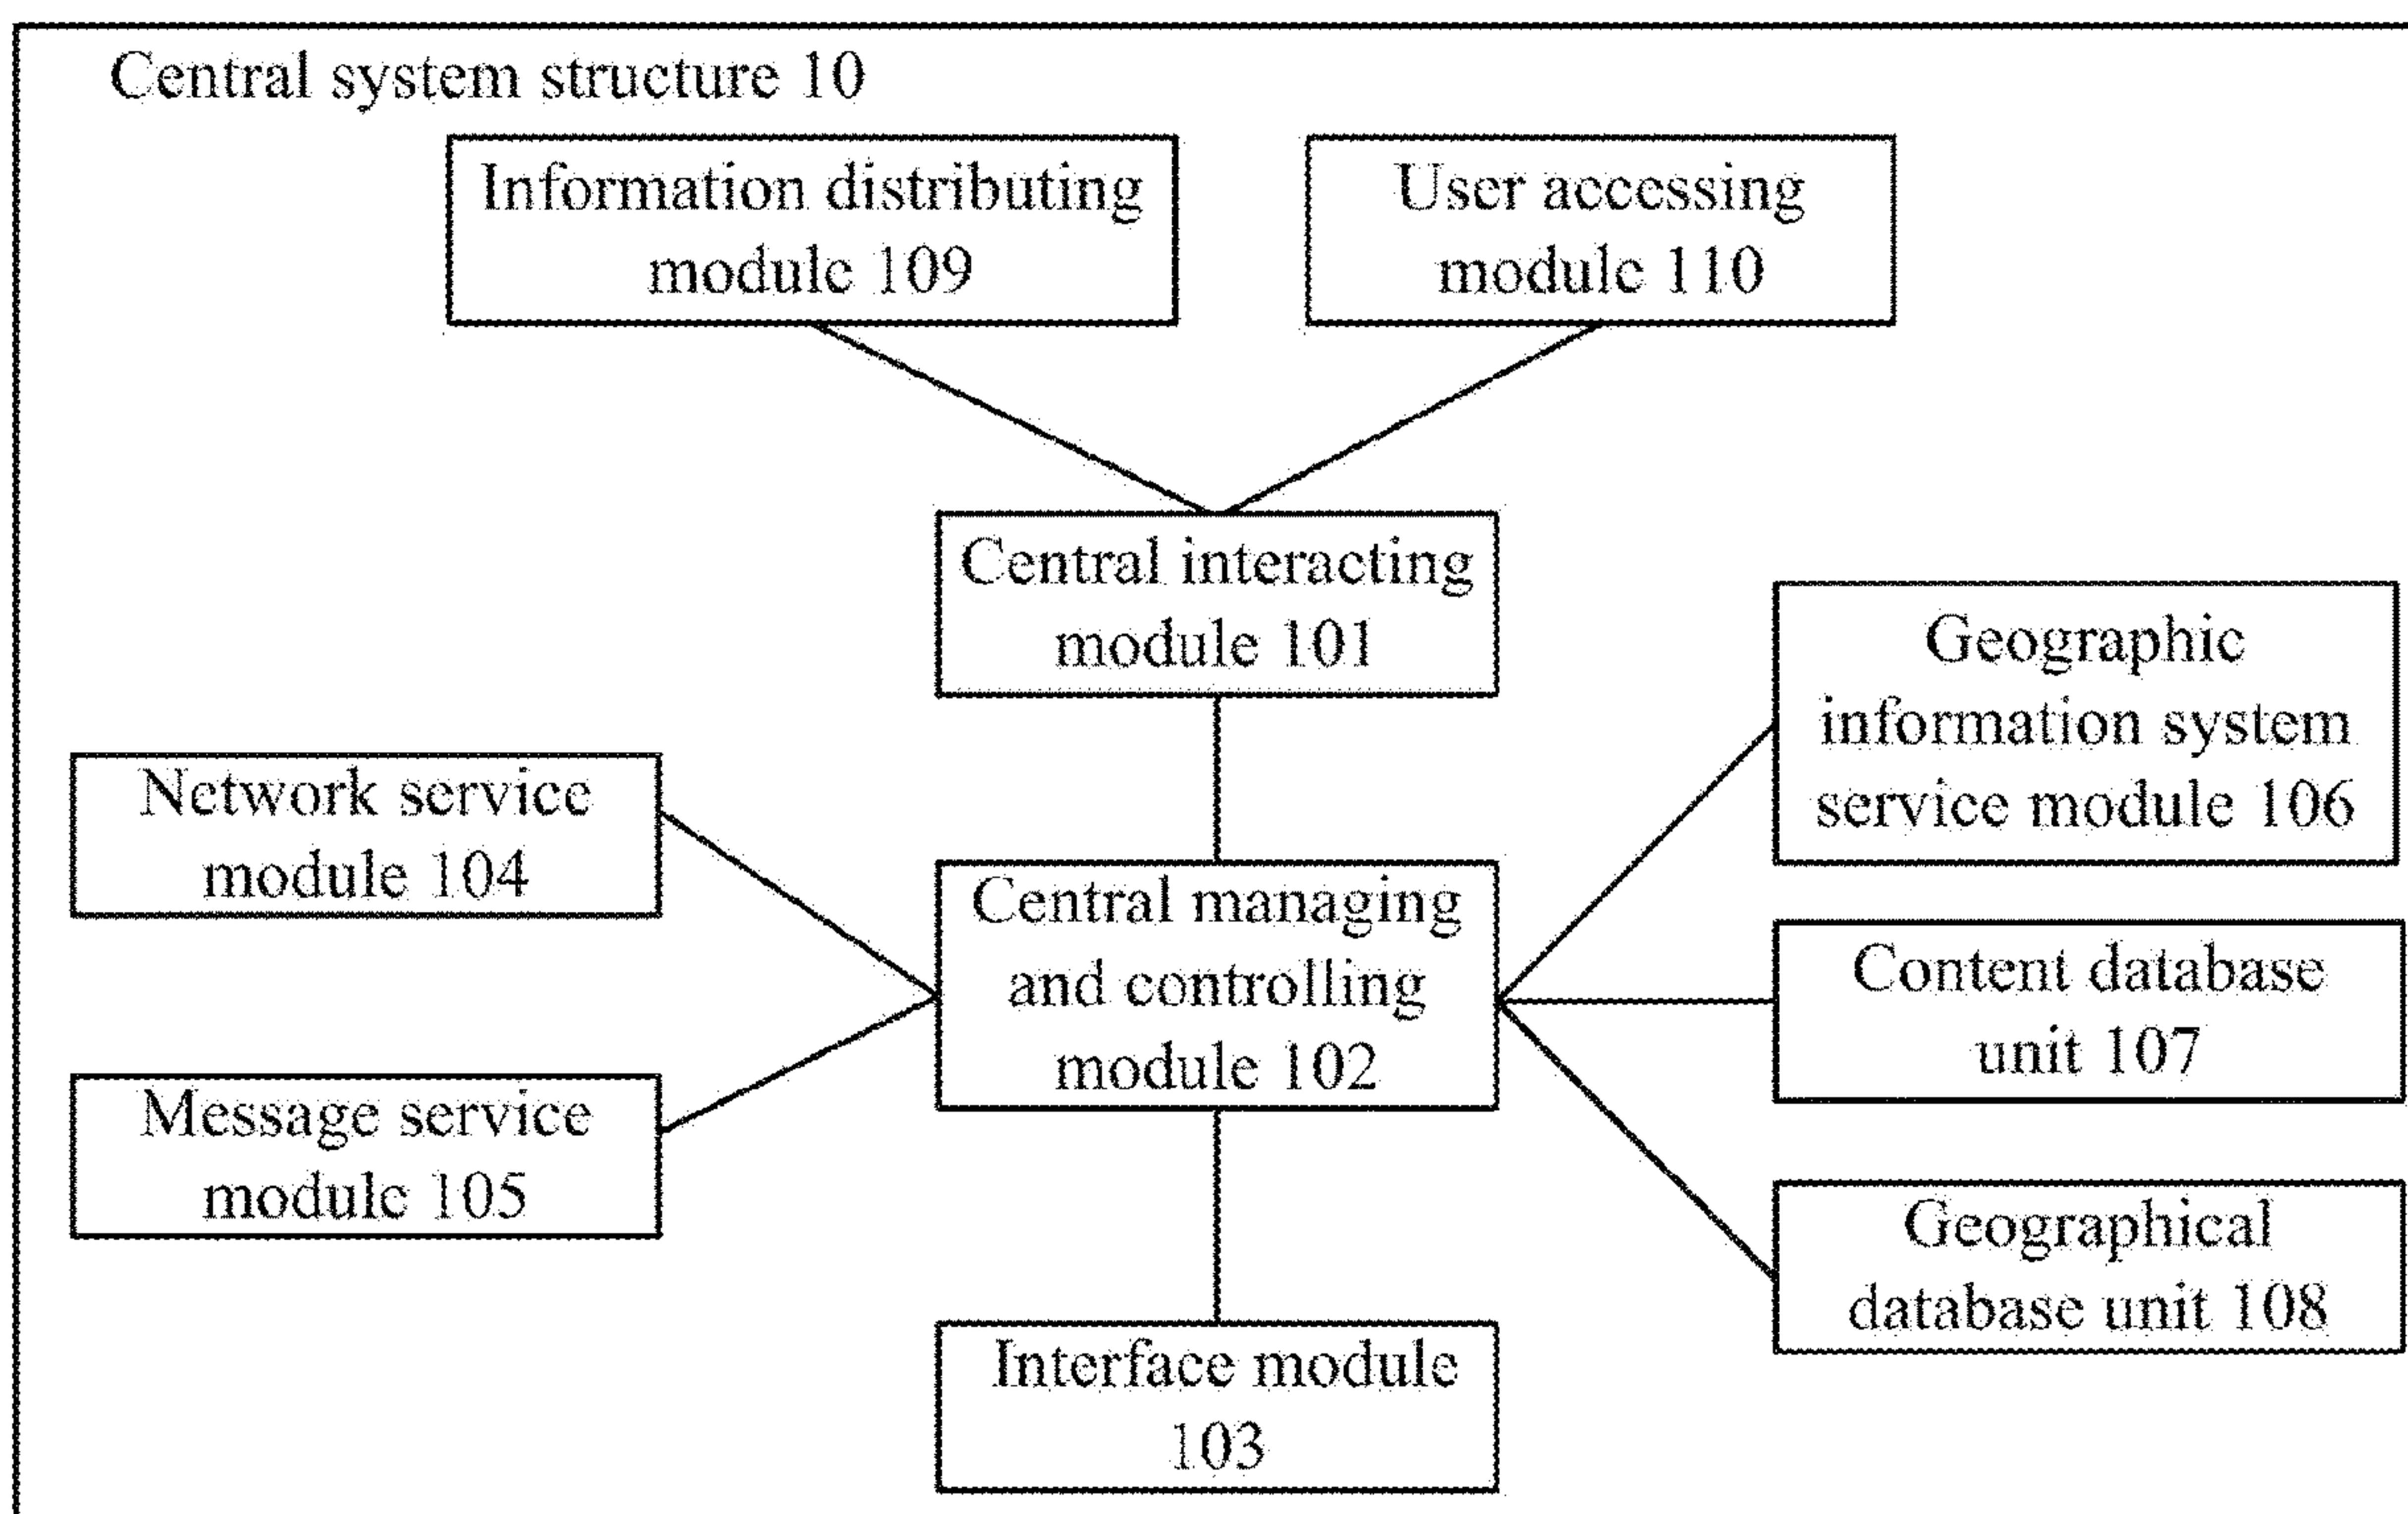 Central system structure 10
Information distributing
module 109
User accessing
module 110
Central interacting
module 101
Geographic
information system
service module 106
Network service
module 104
Central managing
and controlling
module 102
Content database
unit 107
Message service
module 105
Geographical
database unit 108
Interface module
103